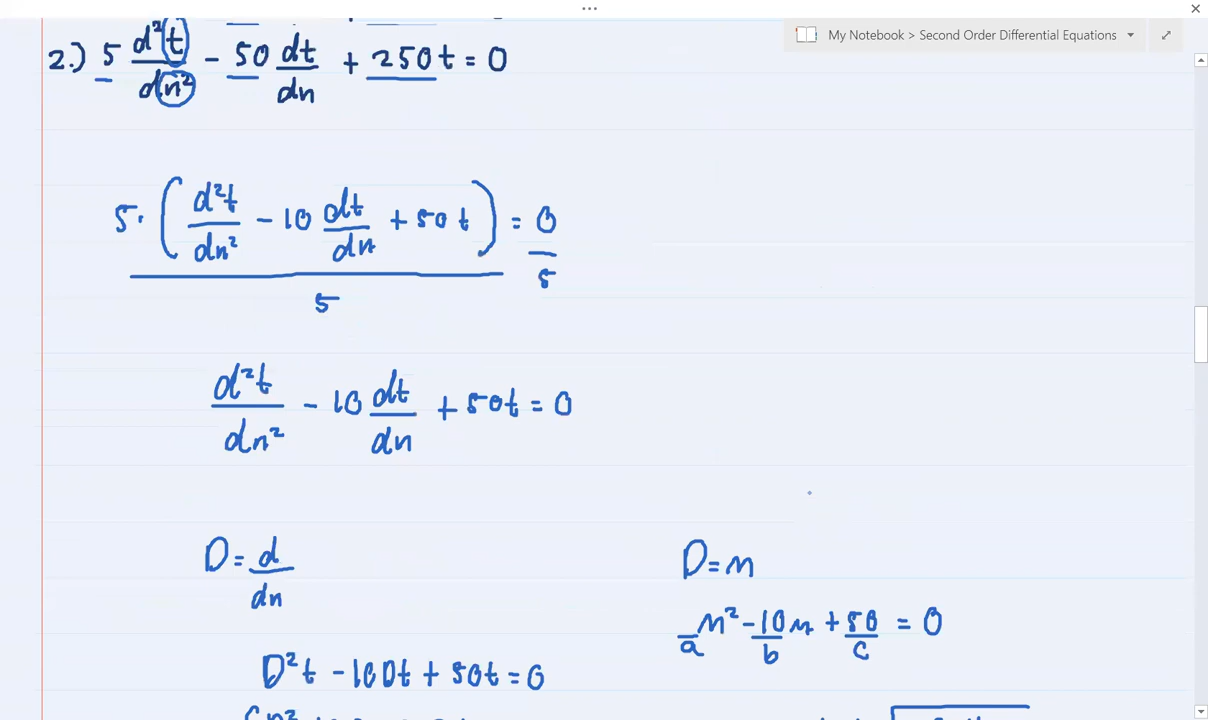 My Notebook > Second Order Differential Equations
2.) 5 d²t/dn² - 50 dt/dn + 250t = 0
5·(d²t/dn² - 10 dt/dn + 50t)/5 = 0/5
d²t/dn² - 10 dt/dn + 50t = 0
D = d/dn
D²t - 10Dt + 50t = 0
D = m
m² - 10m + 50 = 0
a b c